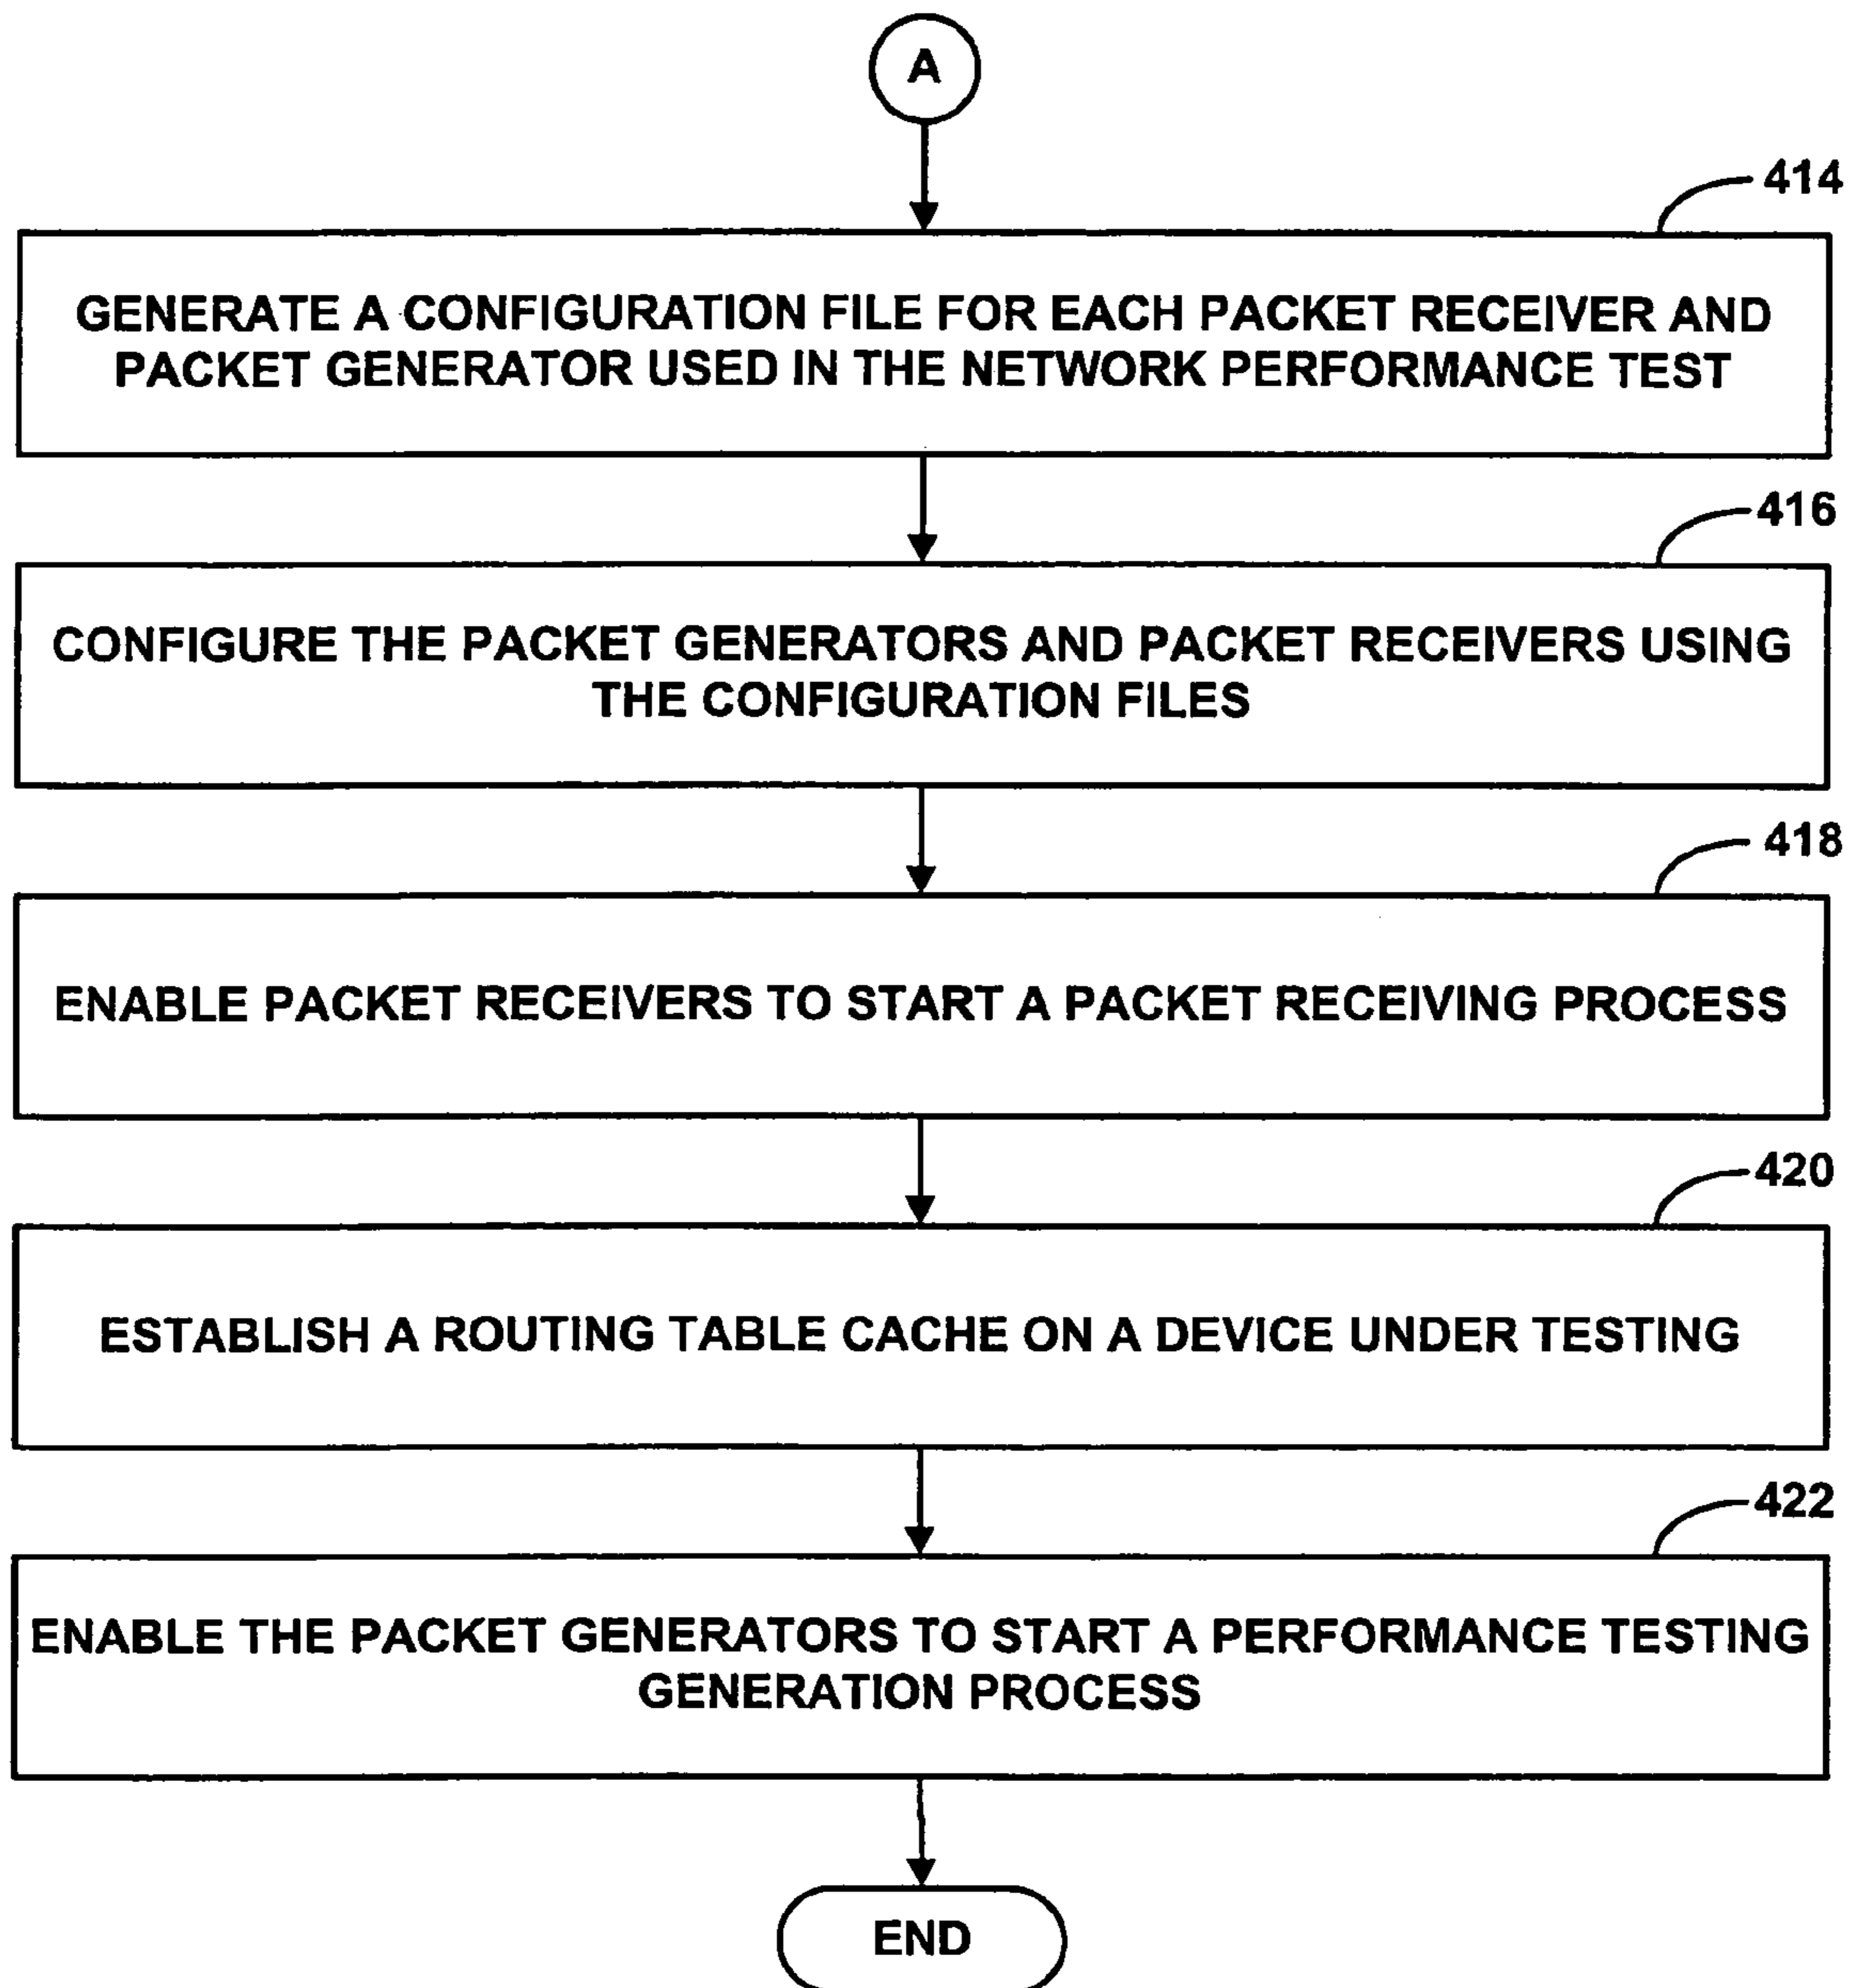 A
414
GENERATE A CONFIGURATION FILE FOR EACH PACKET RECEIVER AND
PACKET GENERATOR USED IN THE NETWORK PERFORMANCE TEST
416
CONFIGURE THE PACKET GENERATORS AND PACKET RECEIVERS USING
THE CONFIGURATION FILES
418
ENABLE PACKET RECEIVERS TO START A PACKET RECEIVING PROCESS
420
ESTABLISH A ROUTING TABLE CACHE ON A DEVICE UNDER TESTING
422
ENABLE THE PACKET GENERATORS TO START A PERFORMANCE TESTING
GENERATION PROCESS
END